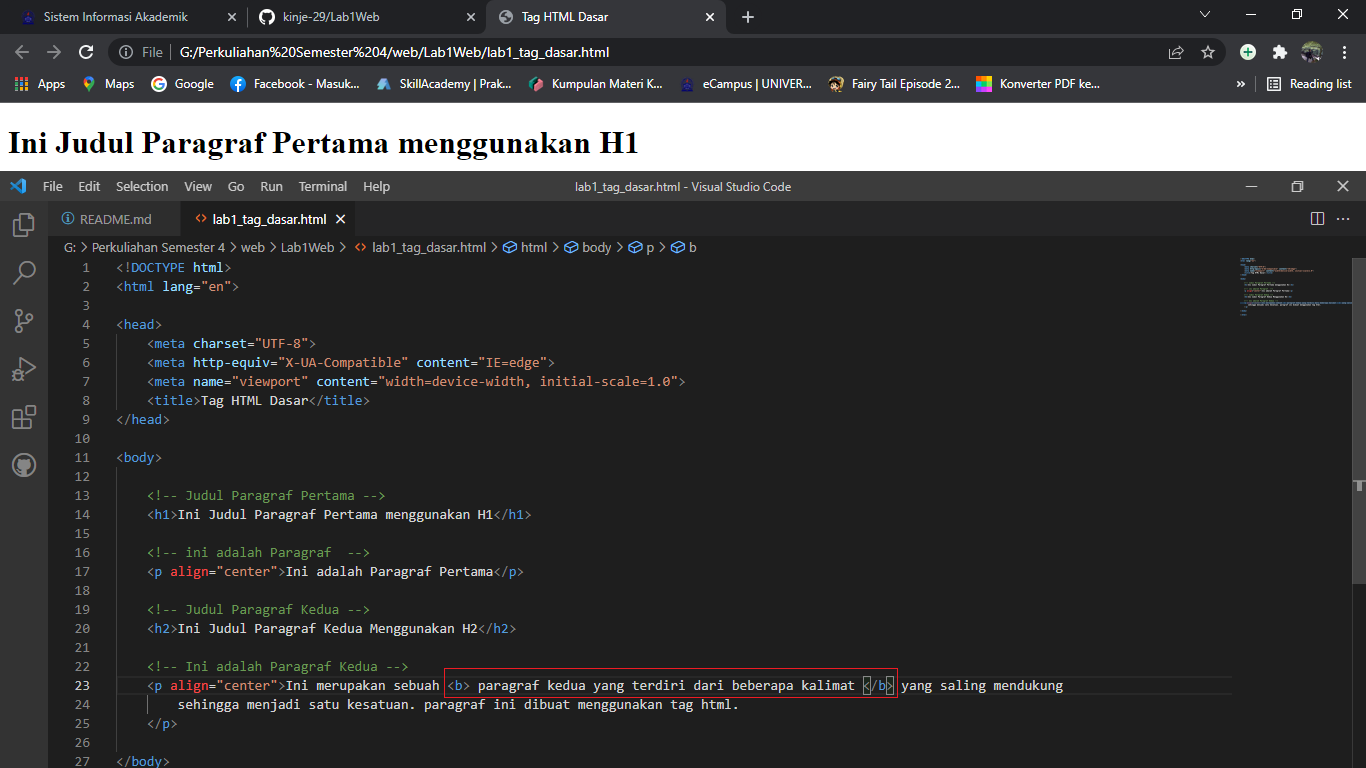 Sistem Informasi Akademik
kinje-29/Lab1Web
Tag HTML Dasar
File G:/Perkuliahan%20Semester%204/web/Lab1Web/lab1_tag_dasar.html
Apps Maps Google Facebook - Masuk... SkillAcademy | Prak... Kumpulan Materi K... eCampus | UNIVER... Fairy Tail Episode 2... Konverter PDF ke... » Reading list
Ini Judul Paragraf Pertama menggunakan H1
File Edit Selection View Go Run Terminal Help lab1_tag_dasar.html - Visual Studio Code
README.md lab1_tag_dasar.html
G: > Perkuliahan Semester 4 > web > Lab1Web > lab1_tag_dasar.html > html > body > p > b
1 <!DOCTYPE html>
2 <html lang="en">
3
4 <head>
5 <meta charset="UTF-8">
6 <meta http-equiv="X-UA-Compatible" content="IE=edge">
7 <meta name="viewport" content="width=device-width, initial-scale=1.0">
8 <title>Tag HTML Dasar</title>
9 </head>
10
11 <body>
12
13 <!-- Judul Paragraf Pertama -->
14 <h1>Ini Judul Paragraf Pertama menggunakan H1</h1>
15
16 <!-- ini adalah Paragraf  -->
17 <p align="center">Ini adalah Paragraf Pertama</p>
18
19 <!-- Judul Paragraf Kedua -->
20 <h2>Ini Judul Paragraf Kedua Menggunakan H2</h2>
21
22 <!-- Ini adalah Paragraf Kedua -->
23 <p align="center">Ini merupakan sebuah <b> paragraf kedua yang terdiri dari beberapa kalimat </b> yang saling mendukung
24 sehingga menjadi satu kesatuan. paragraf ini dibuat menggunakan tag html.
25 </p>
26
27 </body>